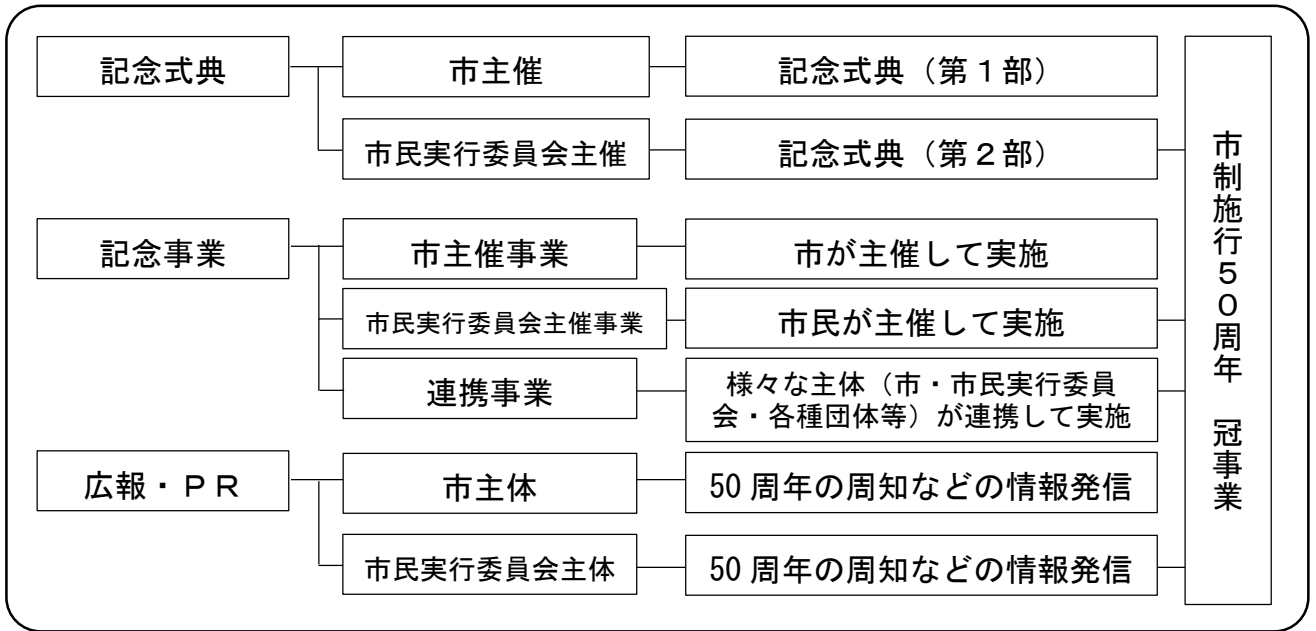 記念式典
市主催
記念式典（第１部）
市民実行委員会主催
記念式典（第２部）
記念事業
市主催事業
市が主催して実施
市民実行委員会主催事業
市民が主催して実施
連携事業
様々な主体（市・市民実行委員
会・各種団体等）が連携して実施
広報・ＰＲ
市主体
50 周年の周知などの情報発信
市民実行委員会主体
50 周年の周知などの情報発信
市制施行５０周年　冠事業